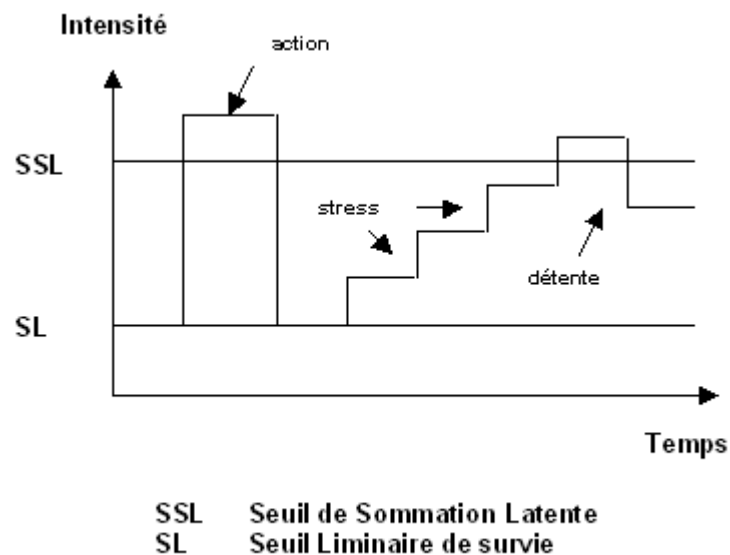 Intensité
action
SSL
stress
détente
SL
Temps
SSL Seuil de Sommation Latente
SL Seuil Liminaire de survie